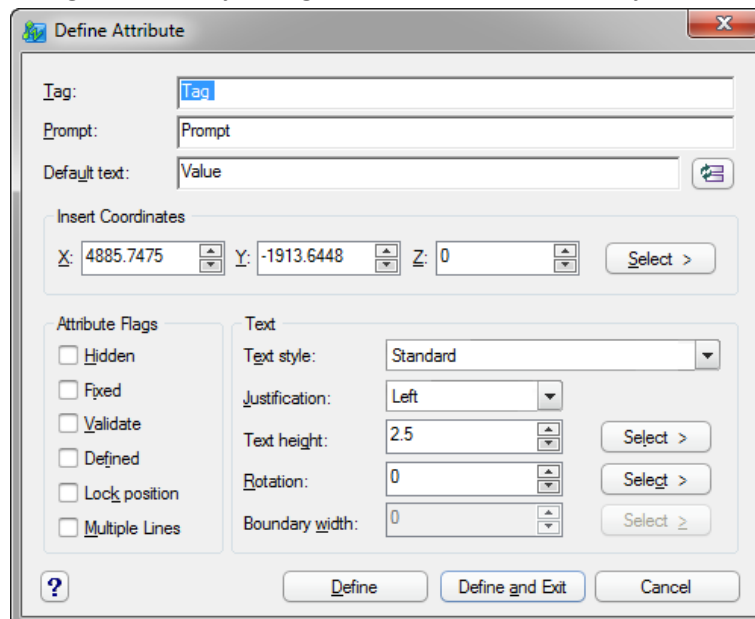 Define Attribute
Tag: Tag
Prompt: Prompt
Default text: Value
Insert Coordinates
X: 4885.7475 Y: -1913.6448 Z: 0 Select >
Attribute Flags
Hidden
Fixed
Validate
Defined
Lock position
Multiple Lines
Text
Text style: Standard
Justification: Left
Text height: 2.5 Select >
Rotation: 0 Select >
Boundary width: 0 Select >
? Define Define and Exit Cancel